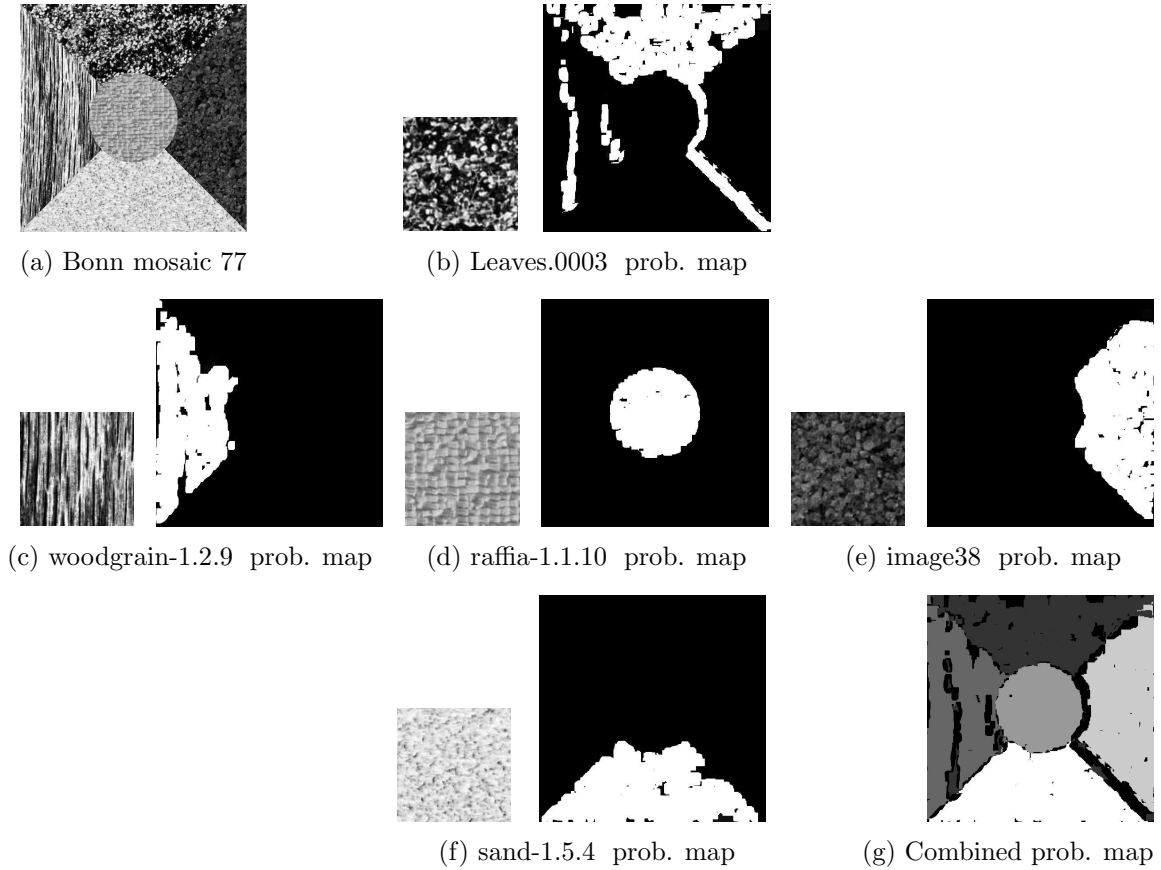 (a) Bonn mosaic 77
(b) Leaves.0003 prob. map
(c) woodgrain-1.2.9 prob. map
(d) raffia-1.1.10 prob. map
(e) image38 prob. map
(f) sand-1.5.4 prob. map
(g) Combined prob. map